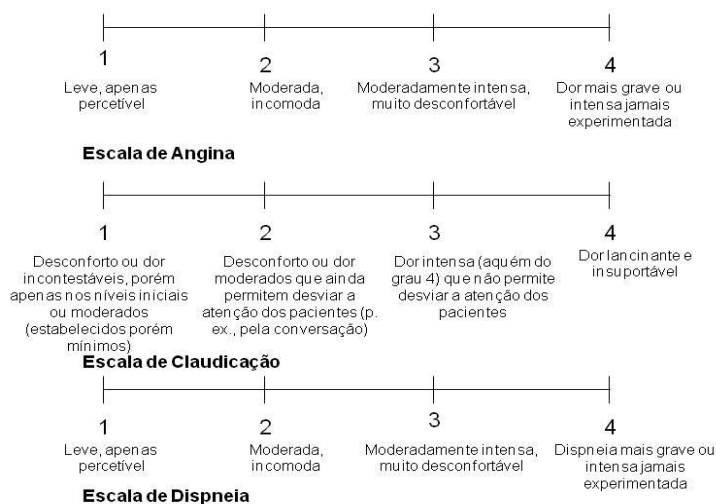 1 2 3 4
Leve, apenas percetível
Moderada, incomoda
Moderadamente intensa, muito desconfortável
Dor mais grave ou intensa jamais experimentada
Escala de Angina
1 2 3 4
Desconforto ou dor incontestáveis, porém apenas nos níveis iniciais ou moderados (estabelecidos porém mínimos)
Desconforto ou dor moderados que ainda permitem desviar a atenção dos pacientes (p. ex., pela conversação)
Dor intensa (aquém do grau 4) que não permite desviar a atenção dos pacientes
Dor lancinante e insuportável
Escala de Claudicação
1 2 3 4
Leve, apenas percetível
Moderada, incomoda
Moderadamente intensa, muito desconfortável
Dispneia mais grave ou intensa jamais experimentada
Escala de Dispneia